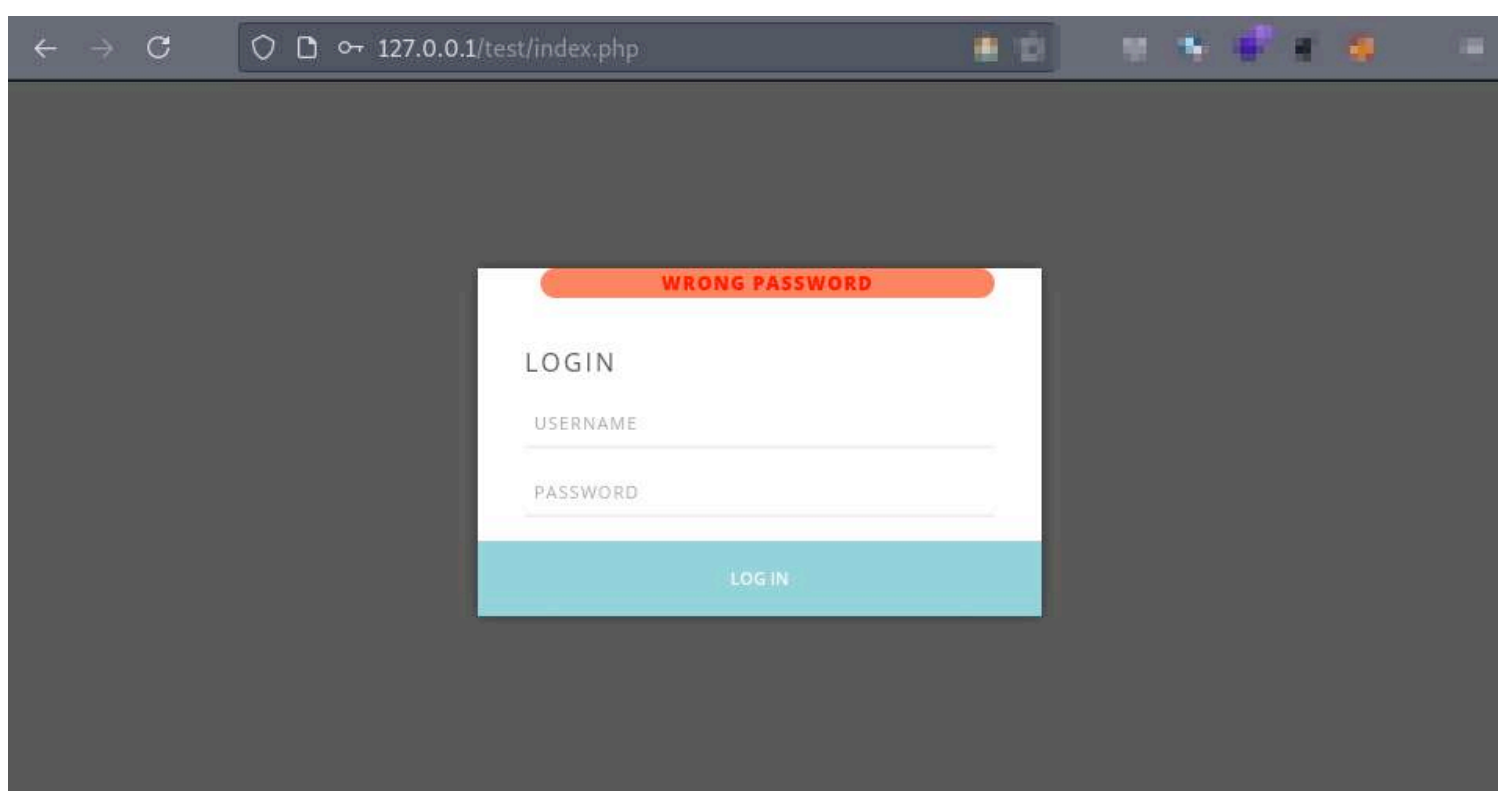 127.0.0.1/test/index.php
WRONG PASSWORD
LOGIN
USERNAME
PASSWORD
LOG IN